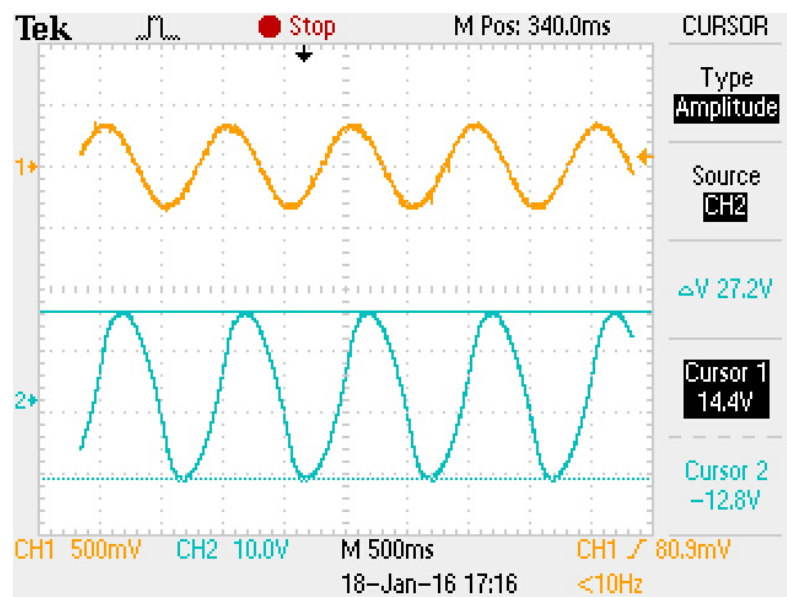 Tek Stop M Pos: 340.0ms CURSOR
Type
Amplitude
1
Source
CH2
△V 27.2V
Cursor 1
14.4V
2
Cursor 2
−12.8V
CH1 500mV CH2 10.0V M 500ms CH1 80.9mV
18−Jan−16 17:16 <10Hz